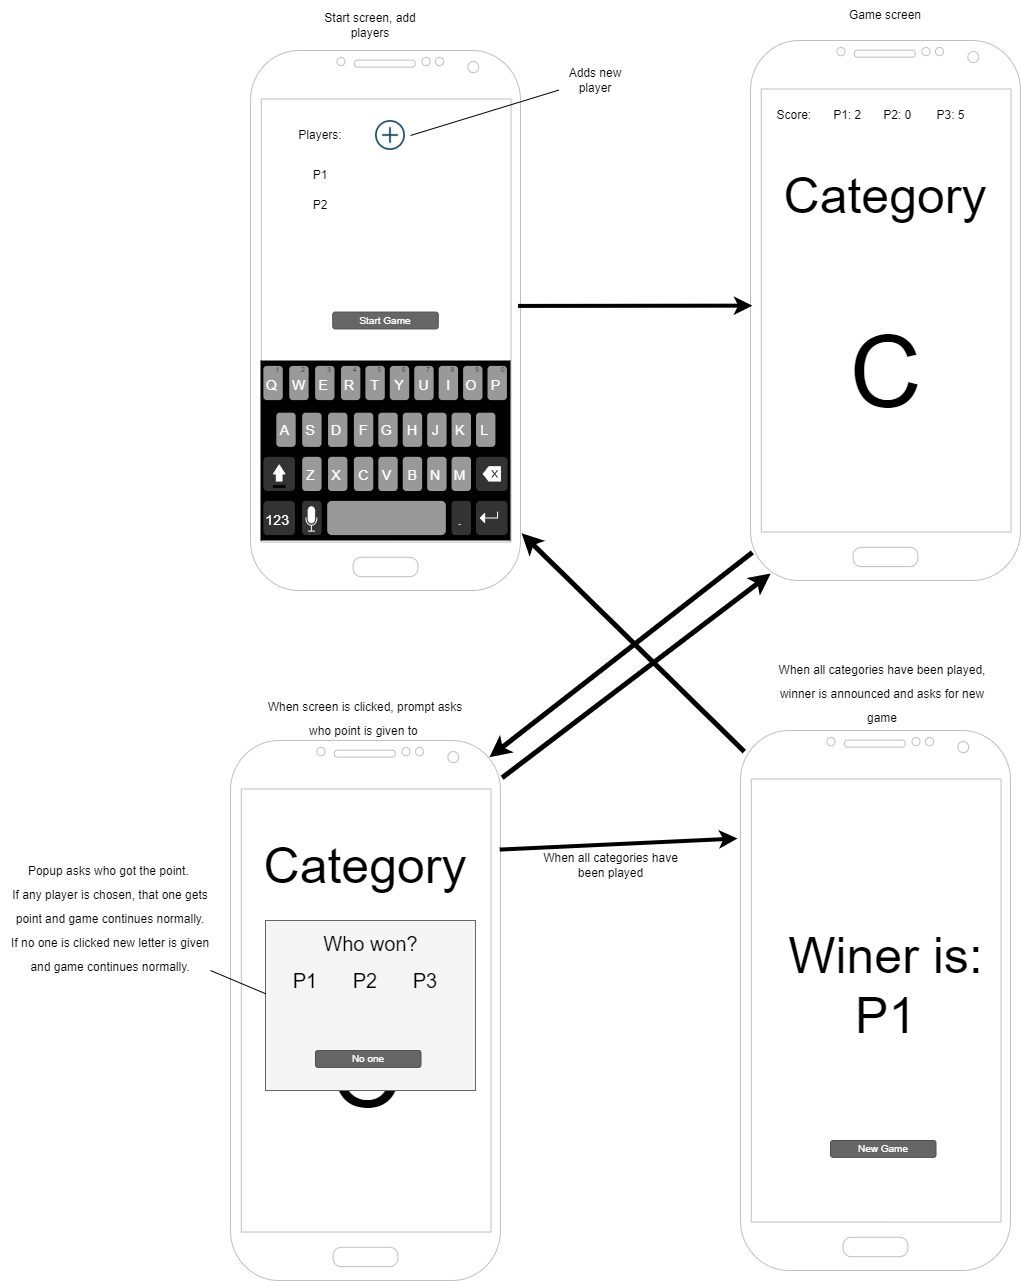 Start screen, add
players
Adds new
player
Players:
P1
P2
Start Game
1 2 3 4 5 6 7 8 9 0
Q W E R T Y U I O P
A S D F G H J K L
Z X C V B N M X
123 .
Game screen
Score: P1: 2 P2: 0 P3: 5
Category
C
When screen is clicked, prompt asks
who point is given to
Category
Who won?
P1 P2 P3
No one
Popup asks who got the point.
If any player is chosen, that one gets
point and game continues normally.
If no one is clicked new letter is given
and game continues normally.
When all categories have
been played
When all categories have been played,
winner is announced and asks for new
game
Winer is:
P1
New Game